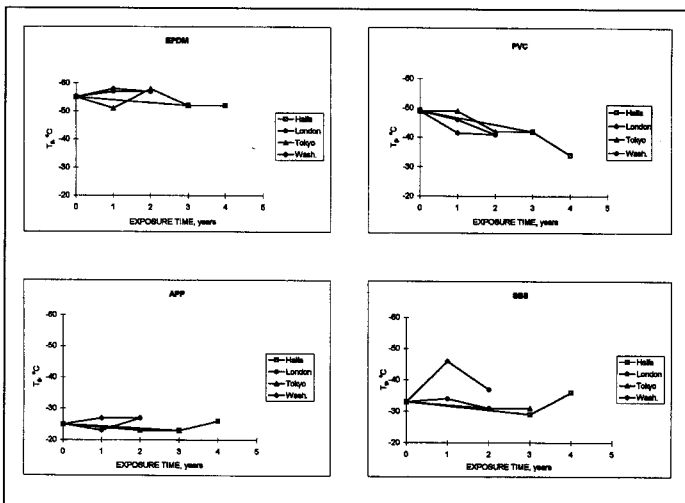 EPDM
-60
-50
-40
-30
-20
Tg, °C
0 1 2 3 4 5
EXPOSURE TIME, years
Haifa
London
Tokyo
Wash.
PVC
-60
-50
-40
-30
-20
Tg, °C
0 1 2 3 4 5
EXPOSURE TIME, years
Haifa
London
Tokyo
Wash.
APP
-60
-50
-40
-30
-20
Tg, °C
0 1 2 3 4 5
EXPOSURE TIME, years
Haifa
London
Tokyo
Wash.
SBS
-60
-50
-40
-30
-20
Tg, °C
0 1 2 3 4 5
EXPOSURE TIME, years
Haifa
London
Tokyo
Wash.